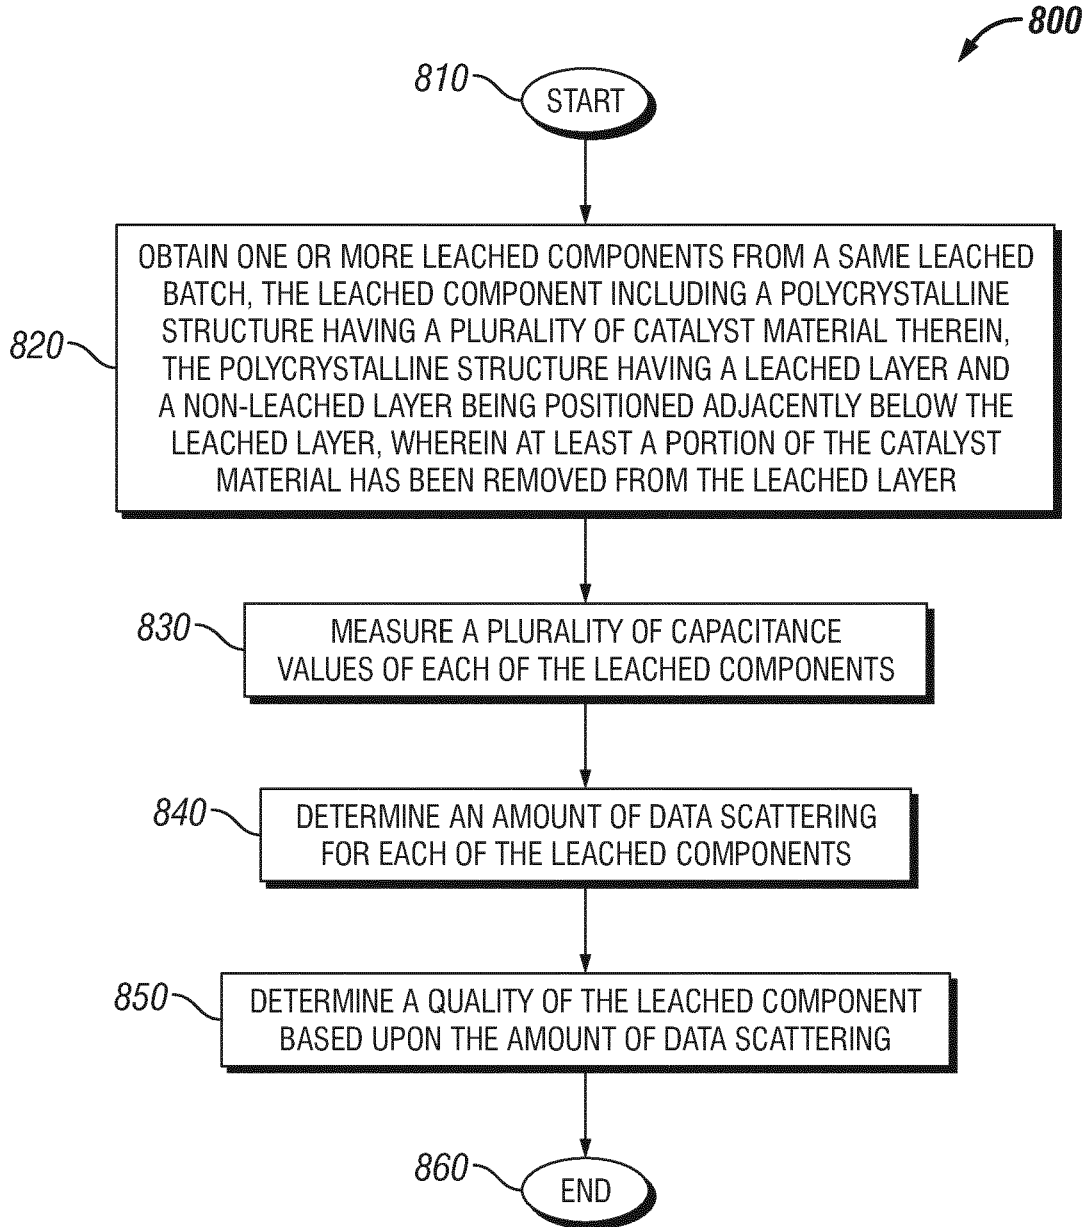 800
810
START
820
OBTAIN ONE OR MORE LEACHED COMPONENTS FROM A SAME LEACHED
BATCH, THE LEACHED COMPONENT INCLUDING A POLYCRYSTALLINE
STRUCTURE HAVING A PLURALITY OF CATALYST MATERIAL THEREIN,
THE POLYCRYSTALLINE STRUCTURE HAVING A LEACHED LAYER AND
A NON-LEACHED LAYER BEING POSITIONED ADJACENTLY BELOW THE
LEACHED LAYER, WHEREIN AT LEAST A PORTION OF THE CATALYST
MATERIAL HAS BEEN REMOVED FROM THE LEACHED LAYER
830
MEASURE A PLURALITY OF CAPACITANCE
VALUES OF EACH OF THE LEACHED COMPONENTS
840
DETERMINE AN AMOUNT OF DATA SCATTERING
FOR EACH OF THE LEACHED COMPONENTS
850
DETERMINE A QUALITY OF THE LEACHED COMPONENT
BASED UPON THE AMOUNT OF DATA SCATTERING
860
END